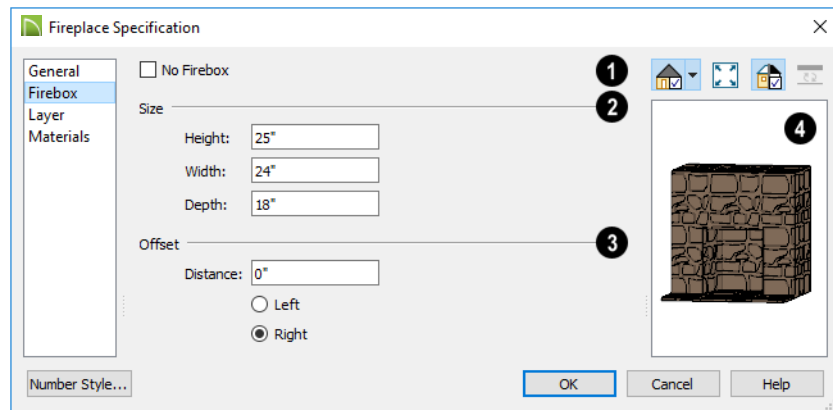 Fireplace Specification
General
Firebox
Layer
Materials
No Firebox
1
Size
2
Height: 25"
Width: 24"
Depth: 18"
Offset
3
Distance: 0"
Left
Right
4
Number Style...
OK
Cancel
Help